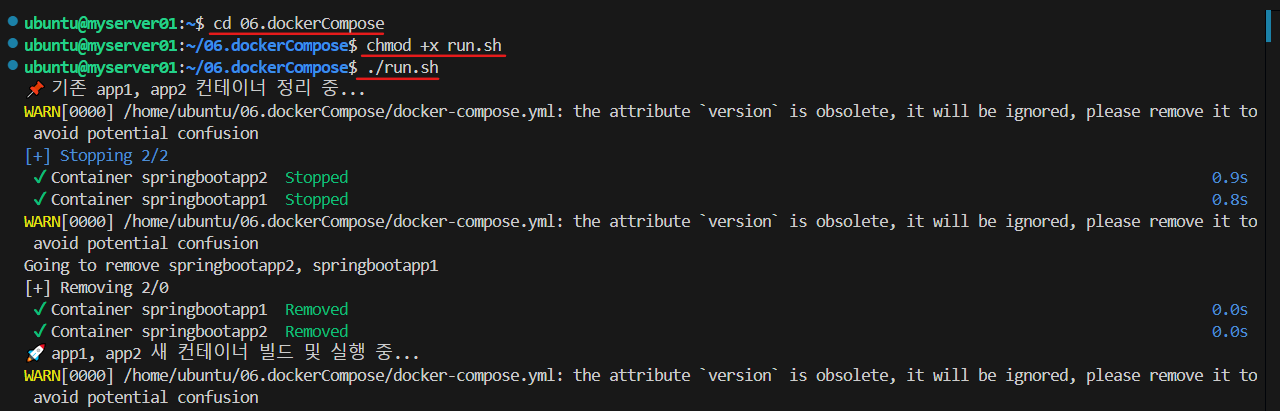 ubuntu@myserver01:~$ cd 06.dockerCompose
ubuntu@myserver01:~/06.dockerCompose$ chmod +x run.sh
ubuntu@myserver01:~/06.dockerCompose$ ./run.sh
📌 기존 app1, app2 컨테이너 정리 중...
WARN[0000] /home/ubuntu/06.dockerCompose/docker-compose.yml: the attribute `version` is obsolete, it will be ignored, please remove it to
avoid potential confusion
[+] Stopping 2/2
✔ Container springbootapp2 Stopped 0.9s
✔ Container springbootapp1 Stopped 0.8s
WARN[0000] /home/ubuntu/06.dockerCompose/docker-compose.yml: the attribute `version` is obsolete, it will be ignored, please remove it to
avoid potential confusion
Going to remove springbootapp2, springbootapp1
[+] Removing 2/0
✔ Container springbootapp1 Removed 0.0s
✔ Container springbootapp2 Removed 0.0s
🚀 app1, app2 새 컨테이너 빌드 및 실행 중...
WARN[0000] /home/ubuntu/06.dockerCompose/docker-compose.yml: the attribute `version` is obsolete, it will be ignored, please remove it to
avoid potential confusion